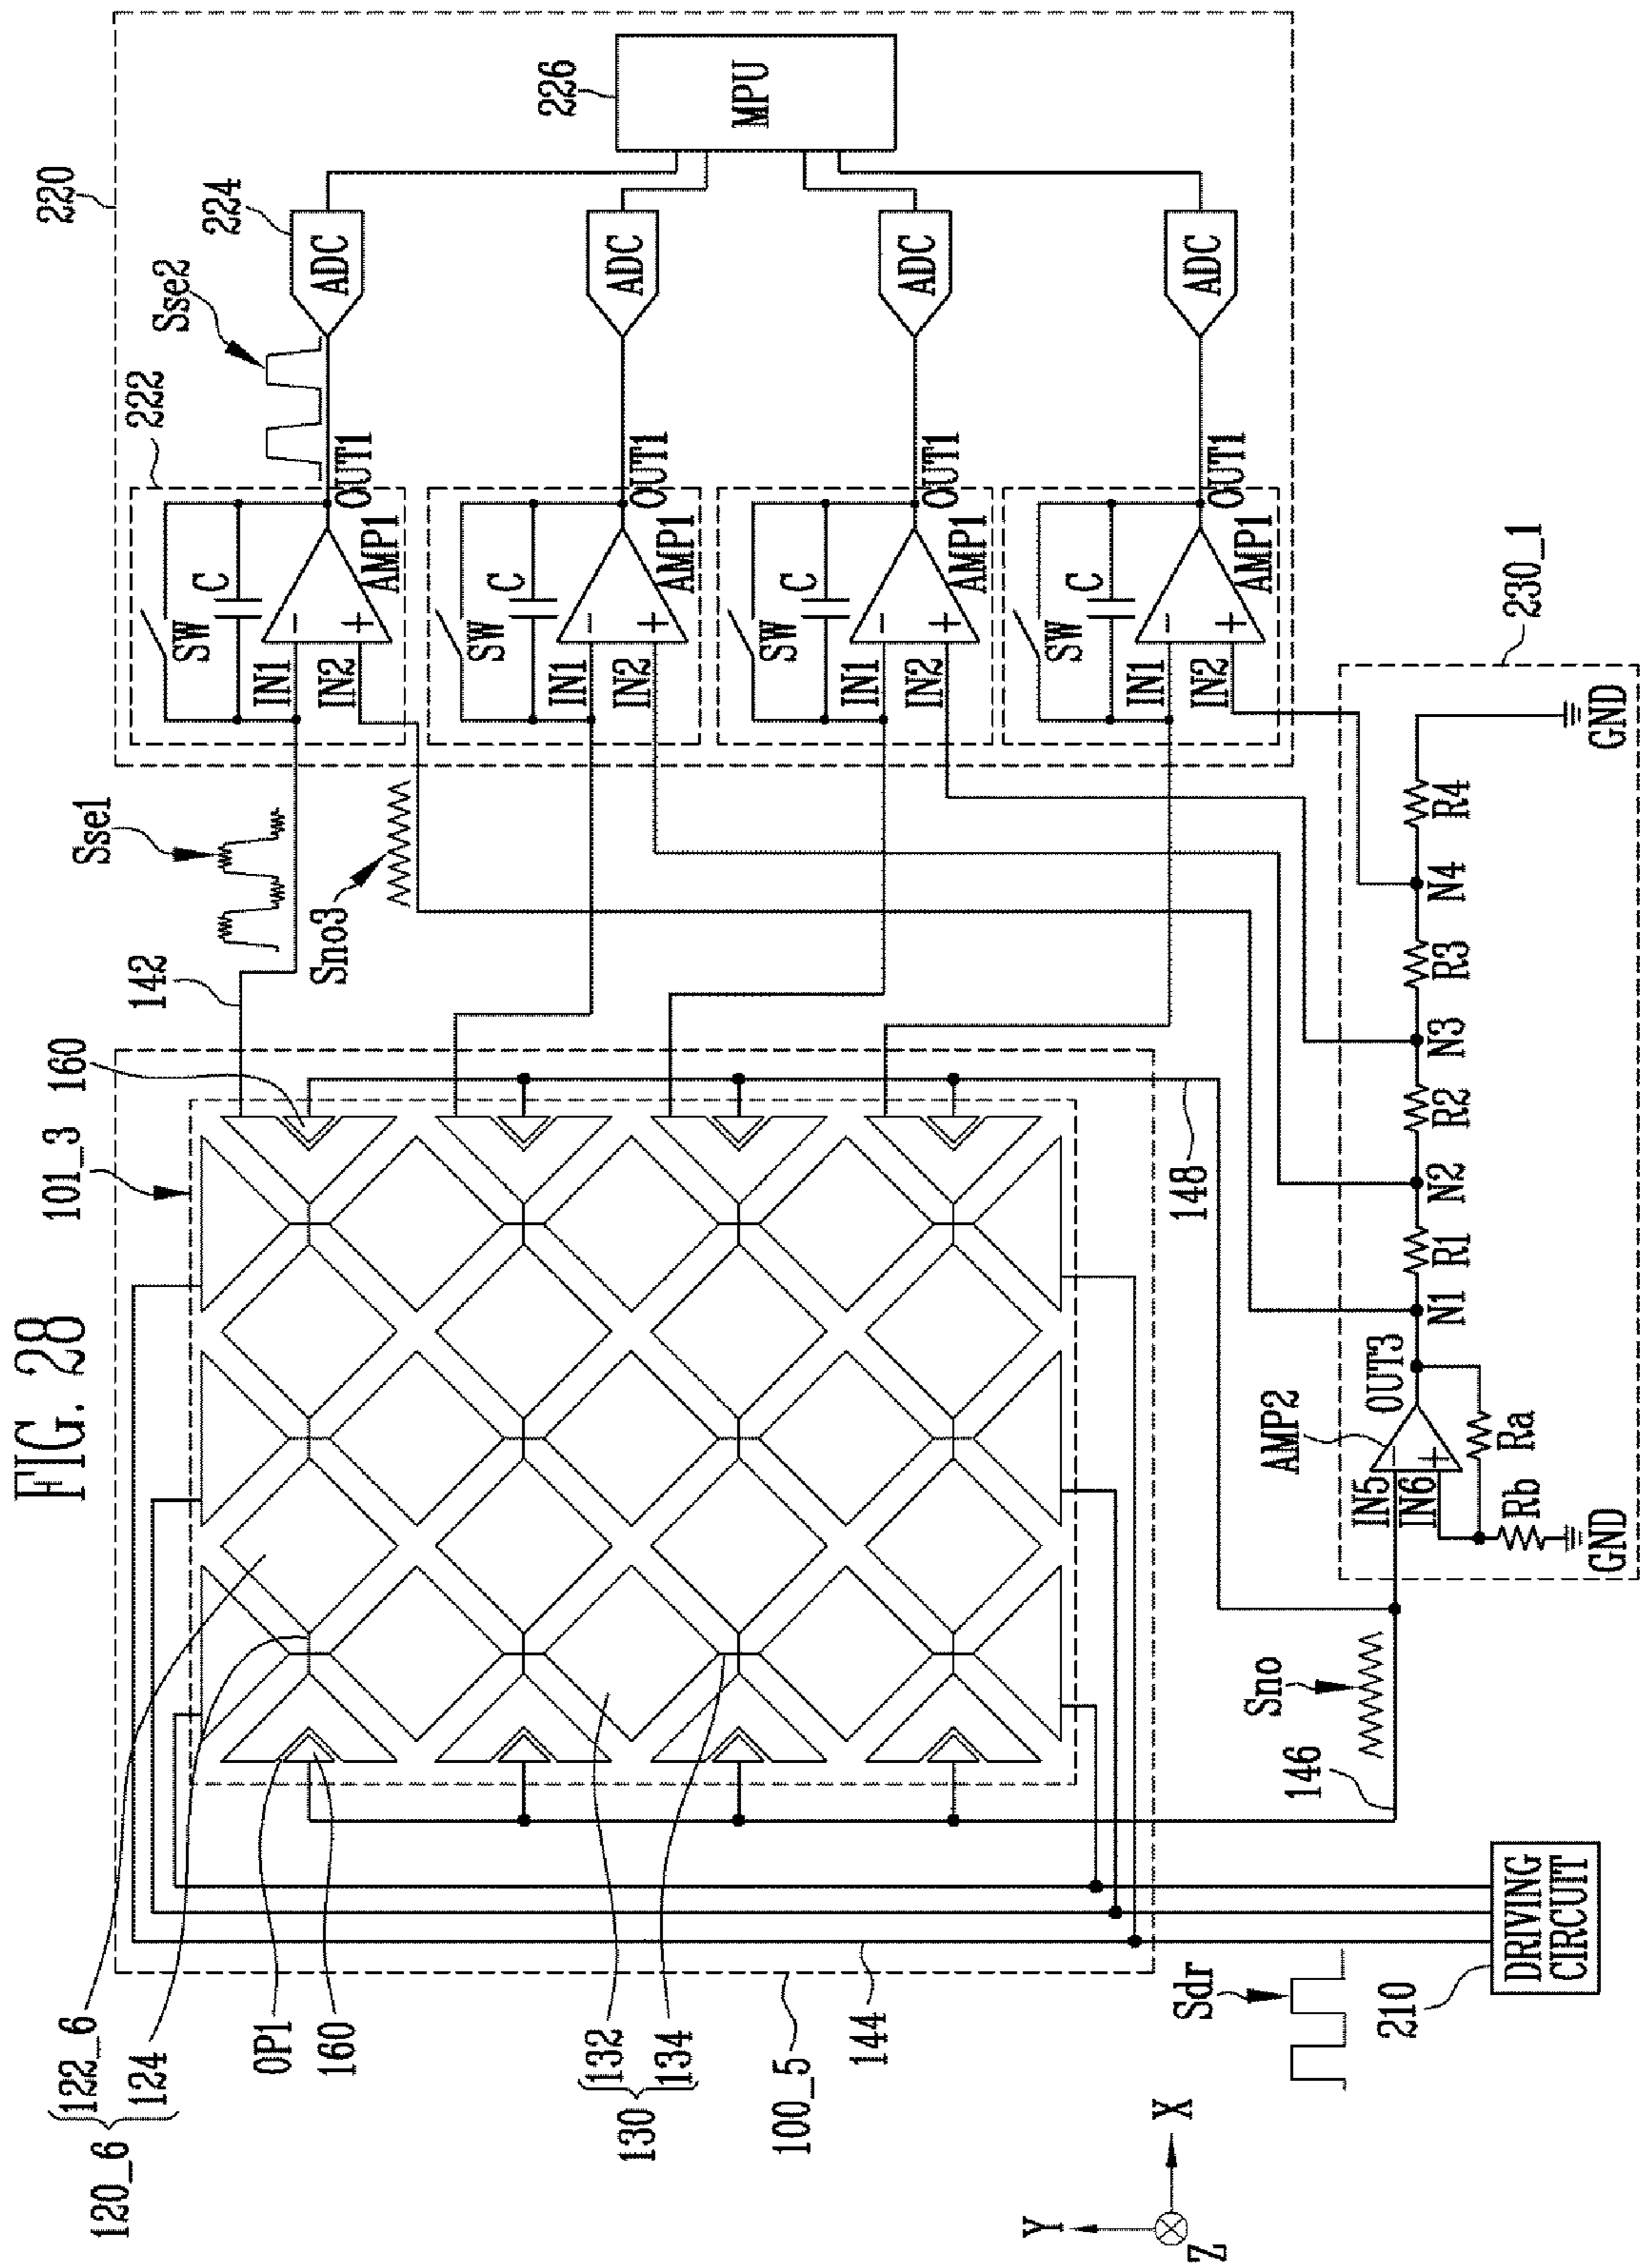 FIG. 28
220
226
MPU
224
ADC
ADC
ADC
ADC
Sse2
222
SW
C
IN1
IN2
AMP1
OUT1
SW
C
IN1
IN2
AMP1
OUT1
SW
C
IN1
IN2
AMP1
OUT1
SW
C
IN1
IN2
AMP1
OUT1
Sse1
Sno3
142
160
101_3
148
230_1
N1
R1
N2
R2
N3
R3
N4
R4
GND
AMP2
OUT3
IN5
IN6
Ra
Rb
GND
Sno
146
122_6
124
120_6
OP1
160
132
134
130
100_5
144
Sdr
210
DRIVING
CIRCUIT
Y
X
Z